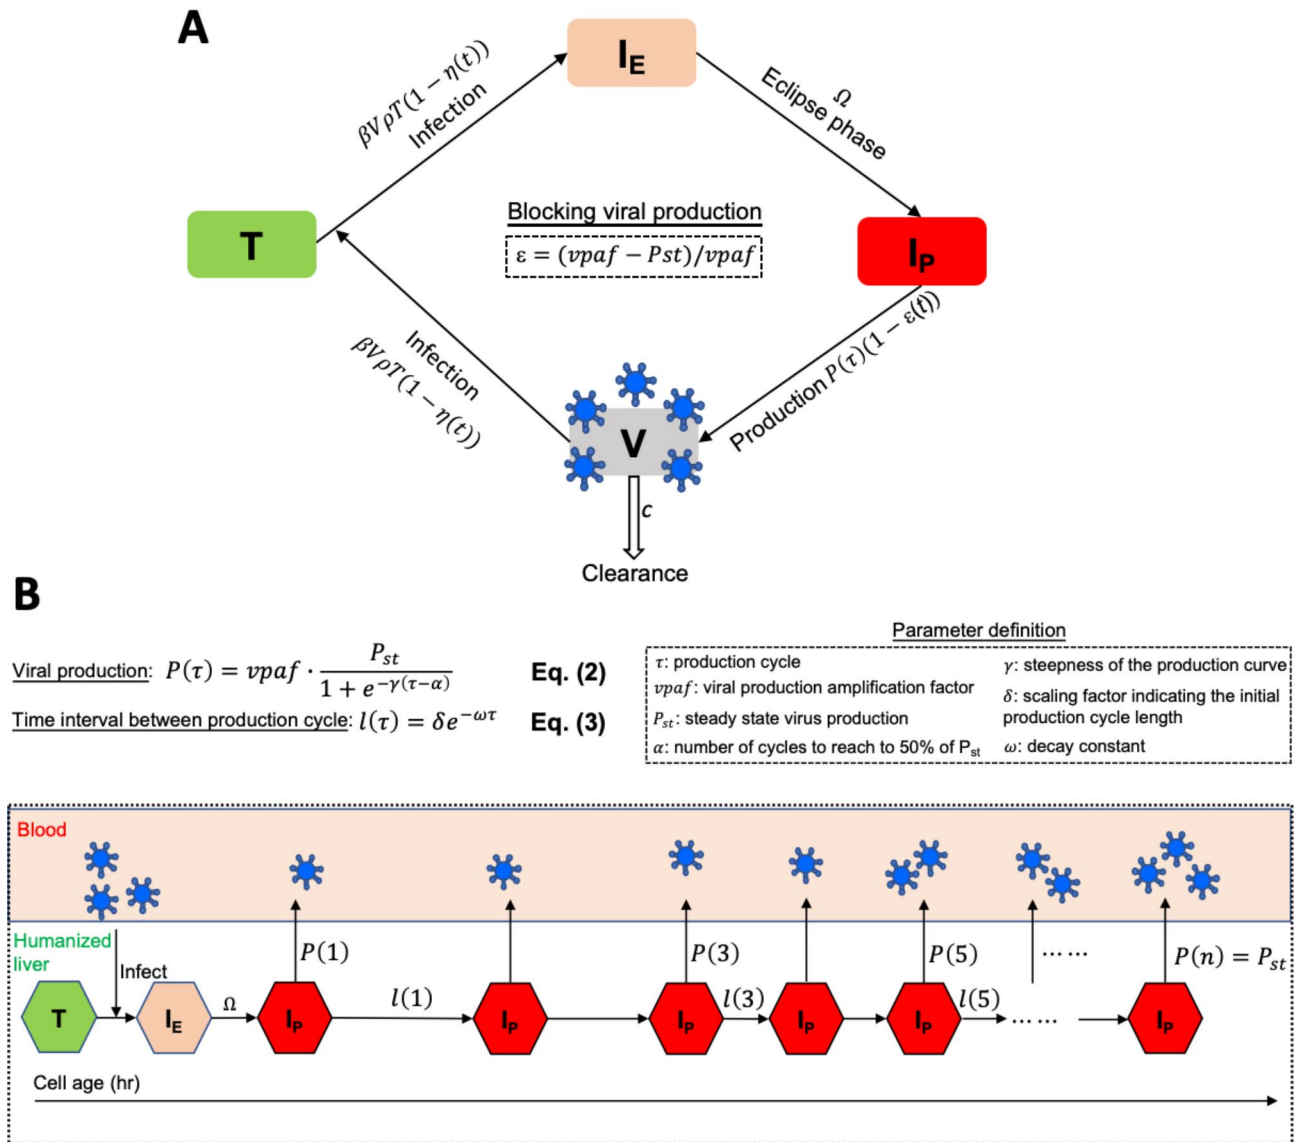 A
I_E
βVρT(1 − η(t))
Infection
Ω
Eclipse phase
Blocking viral production
ε = (vpaf − Pst)/vpaf
T
I_P
Infection
βVρT(1 − η(t))
Production P(τ)(1 − ε(t))
V
c
Clearance
B
Viral production: P(τ) = vpaf · P_st / (1 + e^{−γ(τ−α)}) Eq. (2)
Time interval between production cycle: l(τ) = δe^{−ωτ} Eq. (3)
Parameter definition
τ: production cycle
vpaf: viral production amplification factor
P_st: steady state virus production
α: number of cycles to reach to 50% of P_st
γ: steepness of the production curve
δ: scaling factor indicating the initial
production cycle length
ω: decay constant
Blood
Humanized
liver
Infect
P(1)
P(3)
P(5)
......
P(n) = P_st
T
I_E
Ω
I_P
l(1)
I_P
I_P
l(3)
I_P
I_P
l(5)
......
I_P
Cell age (hr)